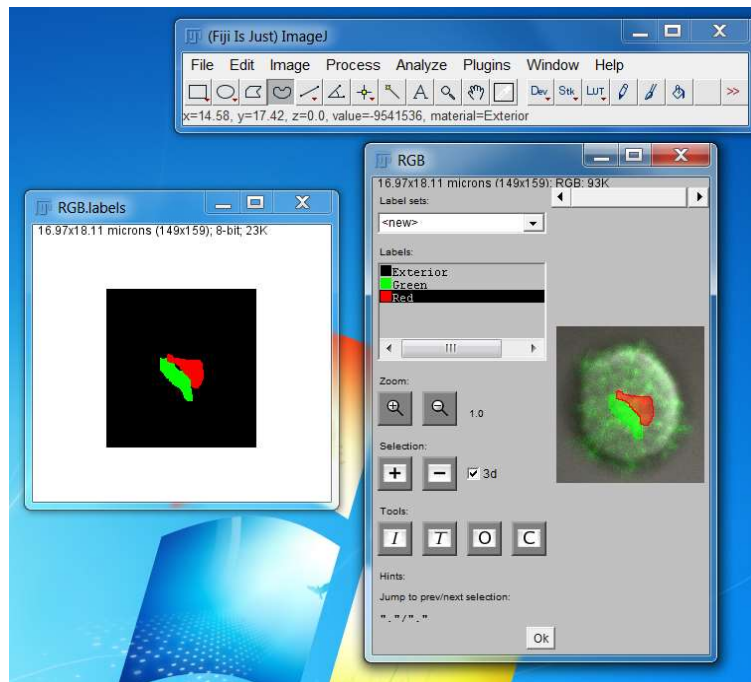 (Fiji Is Just) ImageJ
File Edit Image Process Analyze Plugins Window Help
A Dev Stk LUT >>
x=14.58, y=17.42, z=0.0, value=-9541536, material=Exterior
RGB.labels
16.97x18.11 microns (149x159); 8-bit; 23K
RGB
16.97x18.11 microns (149x159); RGB; 93K
Label sets:
<new>
Labels:
Exterior
Green
Red
Zoom:
1.0
Selection:
+ − 3d
Tools:
I T O C
Hints:
Jump to prev/next selection:
"."/"."
Ok